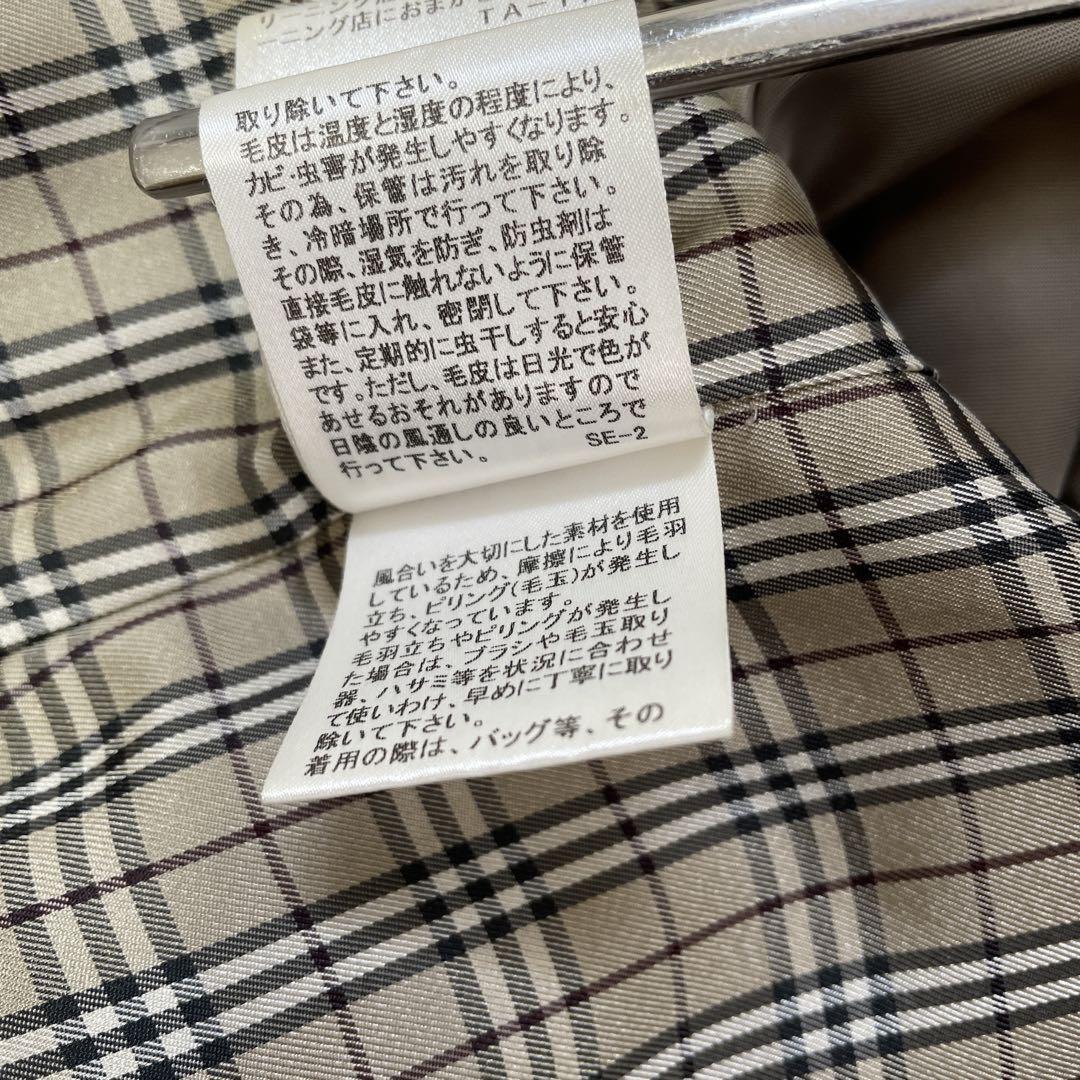 リーニング
ーニング店におまか
TA-1
取り除いて下さい。
毛皮は温度と湿度の程度により、
カビ・虫害が発生しやすくなります。
その為、保管は汚れを取り除
き、冷暗場所で行って下さい。
その際、湿気を防ぎ、防虫剤は
直接毛皮に触れないように保管
袋等に入れ、密閉して下さい。
また、定期的に虫干しすると安心
です。ただし、毛皮は日光で色が
あせるおそれがありますので
日陰の風通しの良いところで
行って下さい。
SE-2
風合いを大切にした素材を使用
しているため、摩擦により毛羽
立ち、ピリング(毛玉)が発生し
やすくなっています。
毛羽立ちやピリングが発生し
た場合は、ブラシや毛玉取り
器、ハサミ等を状況に合わせ
て使いわけ、早めに丁寧に取り
除いて下さい。
着用の際は、バッグ等、その